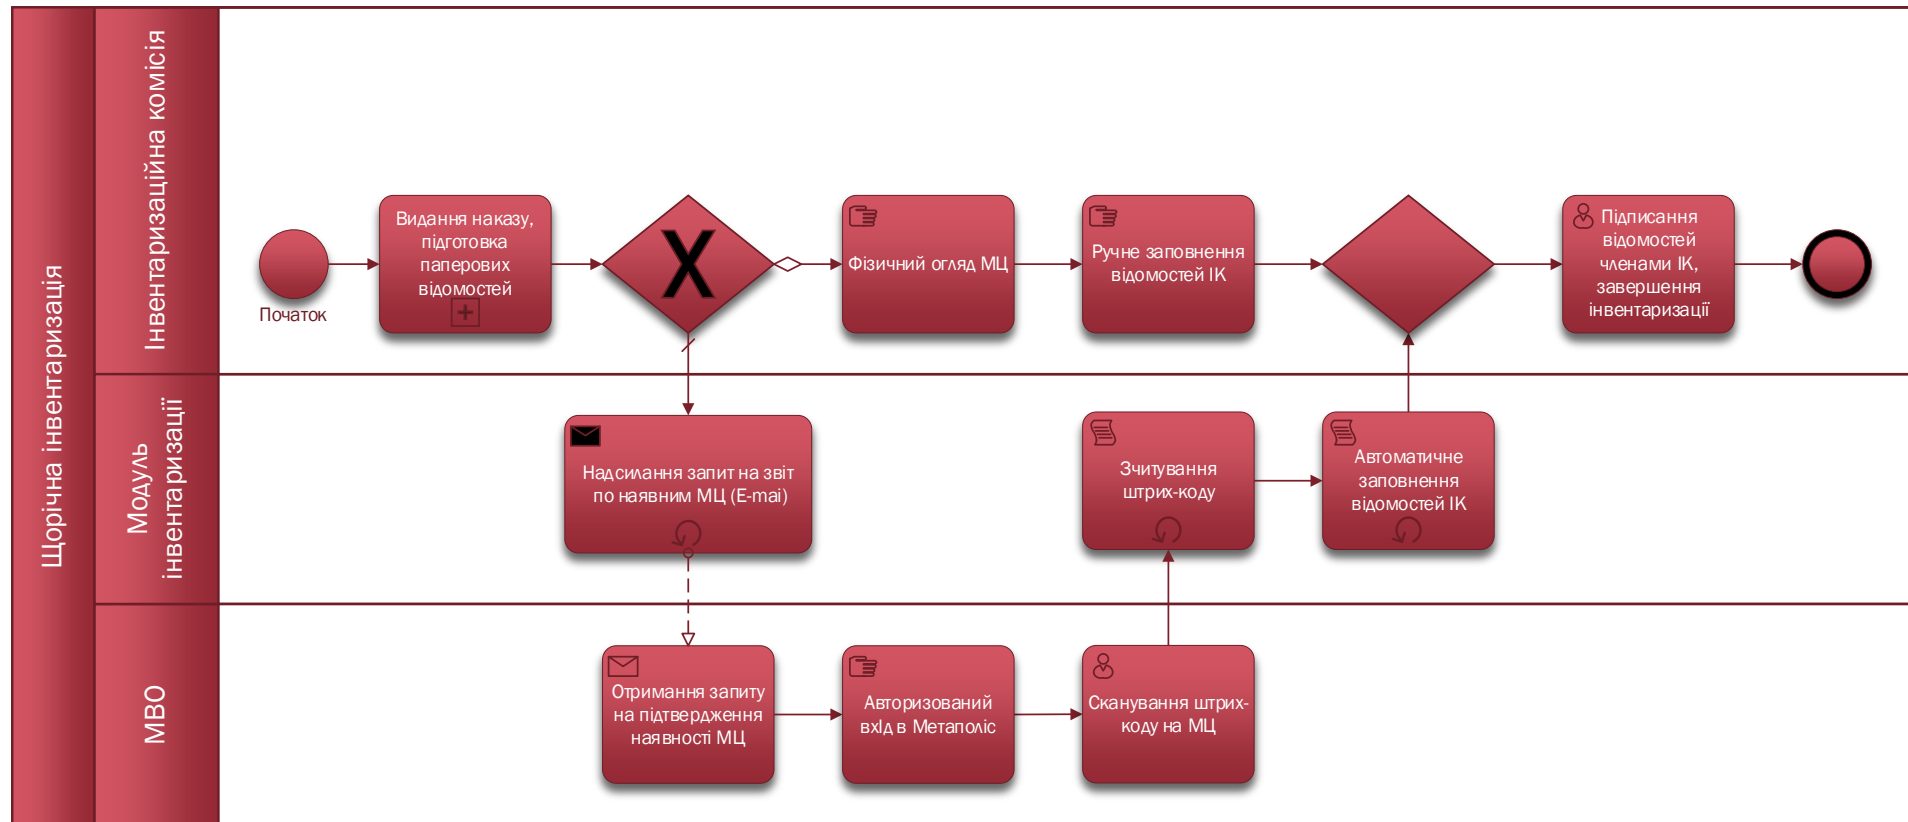 Щорічна інвентаризація
Інвентаризаційна комісія
Початок
Видання наказу,
підготовка
паперових
відомостей
X
Фізичний огляд МЦ
Ручне заповнення
відомостей ІК
Підписання
відомостей
членами ІК,
завершення
інвентаризації
Модуль
інвентаризації
Надсилання запит на звіт
по наявним МЦ (E-mai)
Зчитування
штрих-коду
Автоматичне
заповнення
відомостей ІК
МВО
Отримання запиту
на підтвердження
наявності МЦ
Авторизований
вхІд в Метаполіс
Сканування штрих-
коду на МЦ